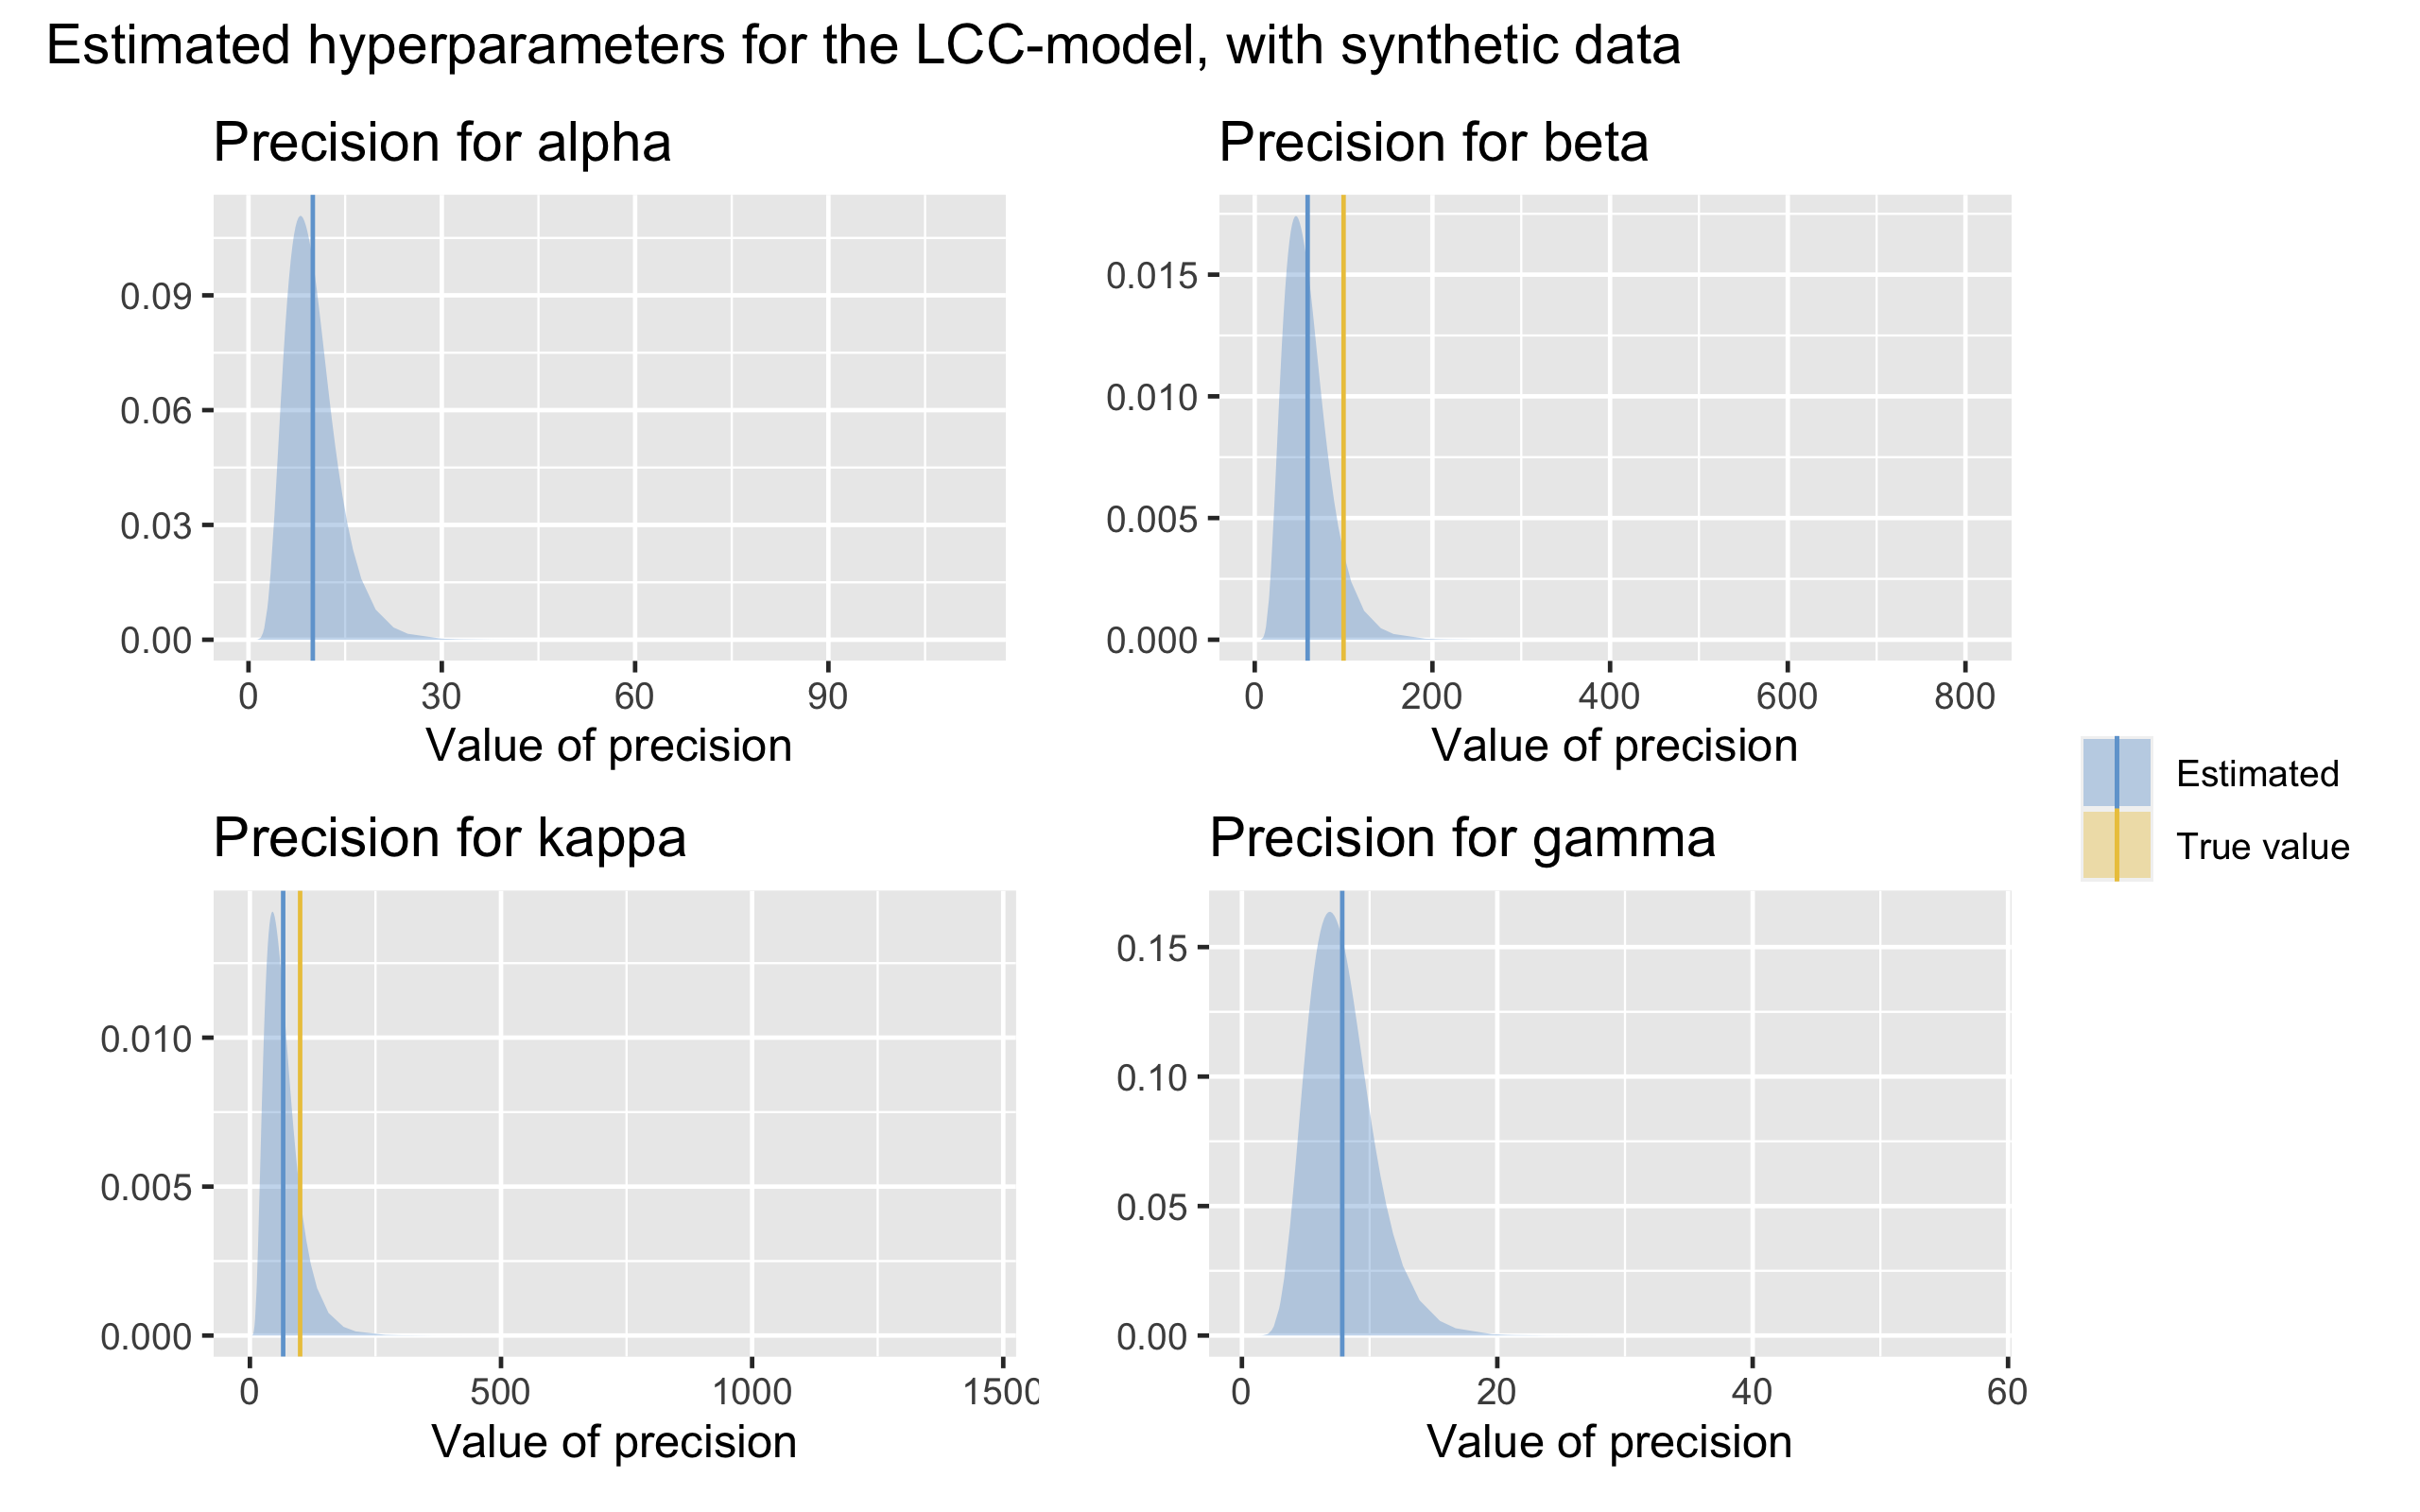 Estimated hyperparameters for the LCC-model, with synthetic data
Precision for alpha
0.09
0.06
0.03
0.00
0 30 60 90
Value of precision
Precision for beta
0.015
0.010
0.005
0.000
0 200 400 600 800
Value of precision
Precision for kappa
0.010
0.005
0.000
0 500 1000 1500
Value of precision
Precision for gamma
0.15
0.10
0.05
0.00
0 20 40 60
Value of precision
Estimated
True value